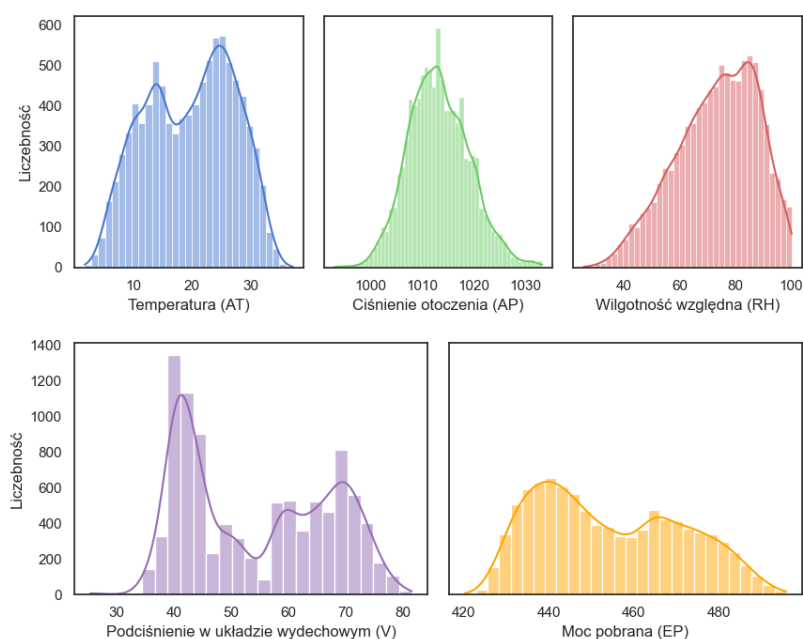 600
500
400
300
200
100
0
Liczebność
10 20 30
Temperatura (AT)
1000 1010 1020 1030
Ciśnienie otoczenia (AP)
40 60 80 100
Wilgotność względna (RH)
1400
1200
1000
800
600
400
200
0
Liczebność
30 40 50 60 70 80
Podciśnienie w układzie wydechowym (V)
420 440 460 480
Moc pobrana (EP)